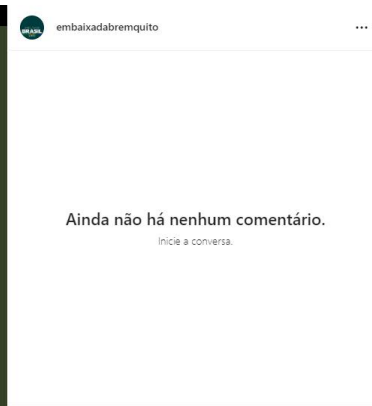 BRASIL
embaixadabremquito
Ainda não há nenhum comentário.
Inicie a conversa.